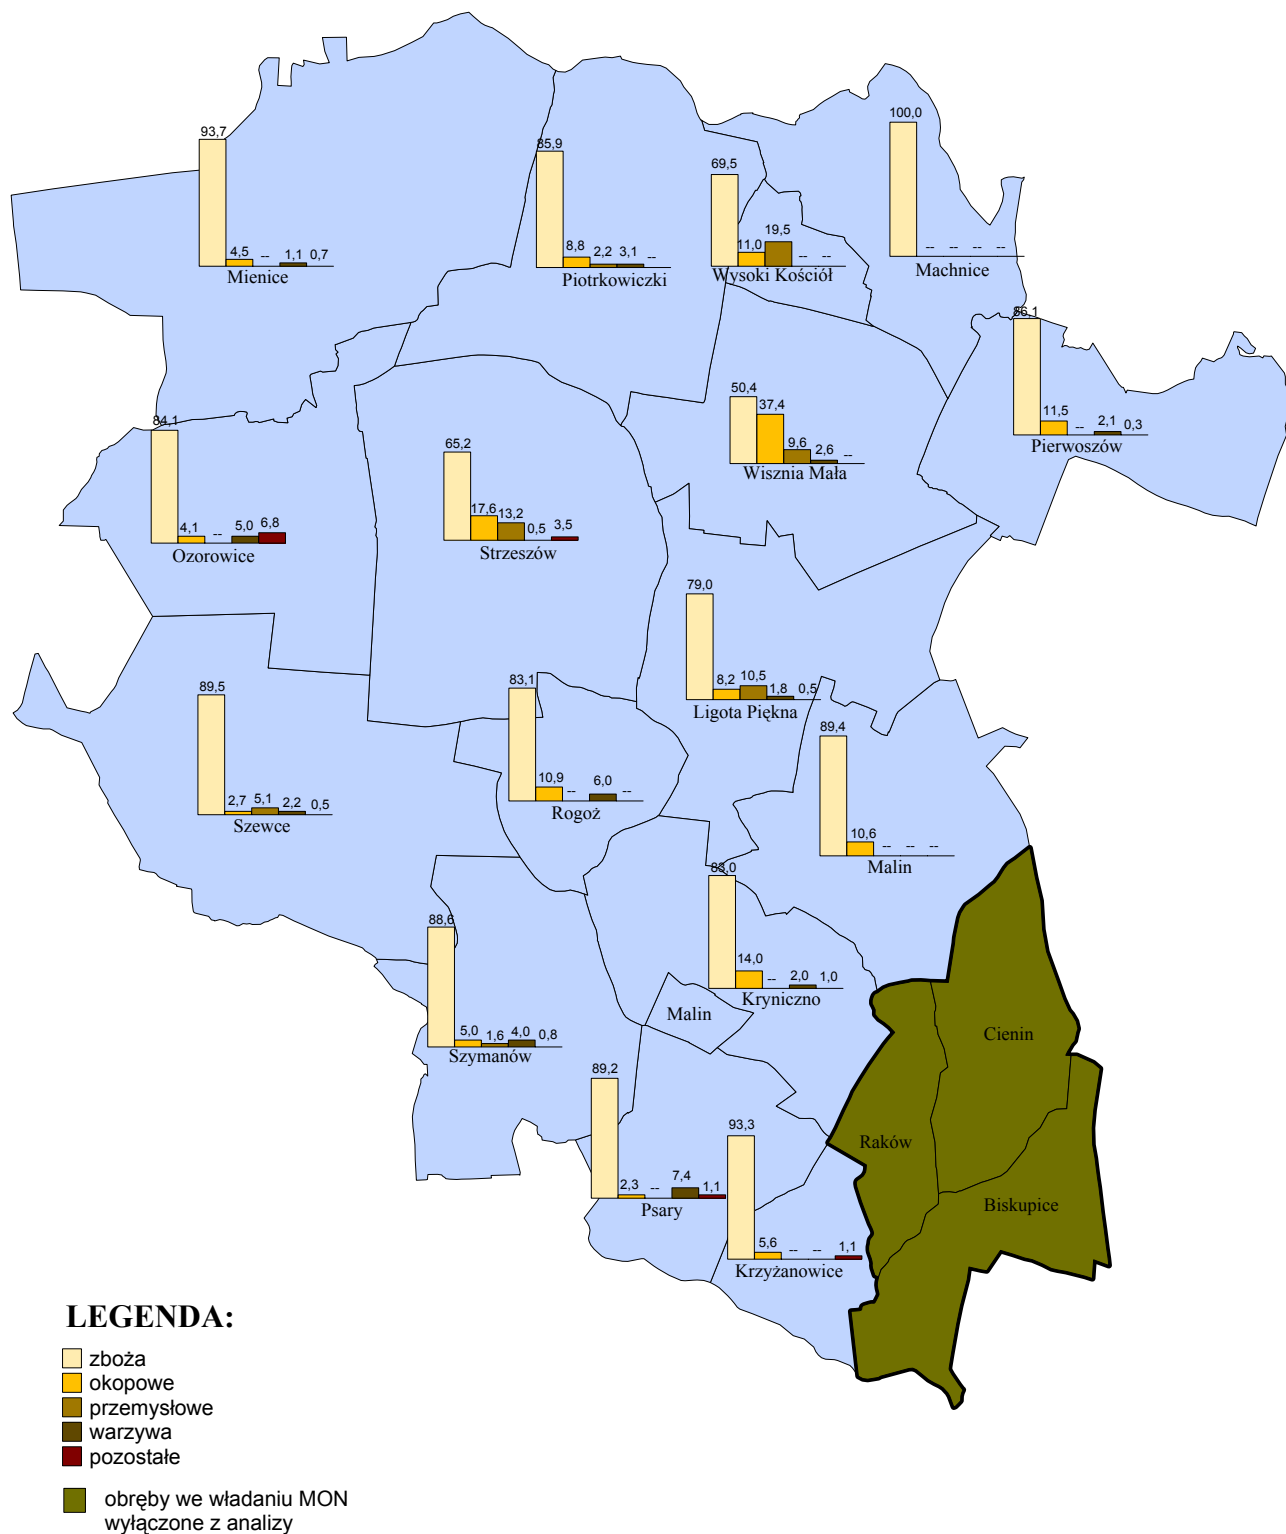 93,7
4,5 -- 1,1 0,7
Mienice
85,9
8,8 2,2 3,1 --
Piotrkowiczki
69,5
11,0 19,5 -- --
Wysoki Kościół
100,0
-- -- -- --
Machnice
86,1
11,5 -- 2,1 0,3
Pierwoszów
84,1
4,1 -- 5,0 6,8
Ozorowice
65,2
17,6 13,2 0,5 3,5
Strzeszów
50,4
37,4 9,6 2,6 --
Wisznia Mała
79,0
8,2 10,5 1,8 0,5
Ligota Piękna
89,5
2,7 5,1 2,2 0,5
Szewce
83,1
10,9 -- 6,0 --
Rogoż
89,4
10,6 -- -- --
Malin
83,0
14,0 -- 2,0 1,0
Kryniczno
Malin
88,6
5,0 1,6 4,0 0,8
Szymanów
89,2
2,3 -- 7,4 1,1
Psary
93,3
5,6 -- -- 1,1
Krzyżanowice
Cienin
Raków
Biskupice
LEGENDA:
zboża
okopowe
przemysłowe
warzywa
pozostałe
obręby we władaniu MON
wyłączone z analizy